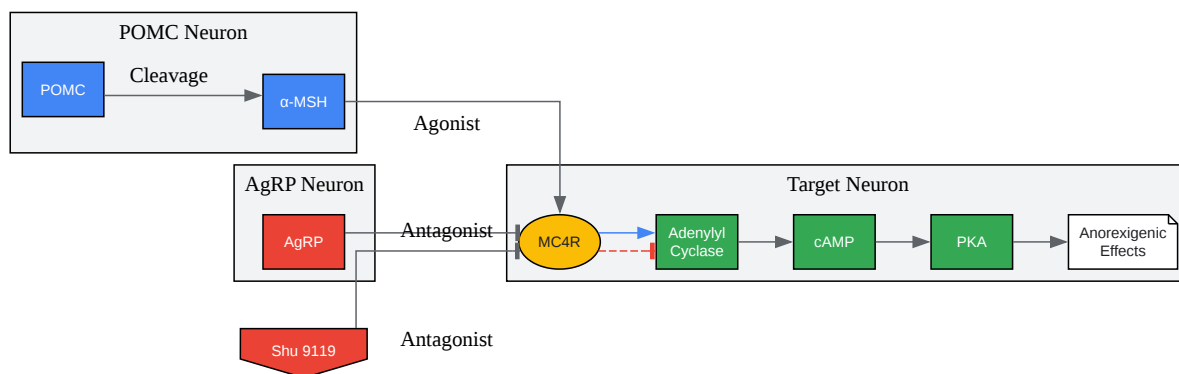 POMC Neuron
POMC
Cleavage
α-MSH
Agonist
AgRP Neuron
AgRP
Antagonist
Target Neuron
MC4R
Adenylyl
Cyclase
cAMP
PKA
Anorexigenic
Effects
Shu 9119
Antagonist